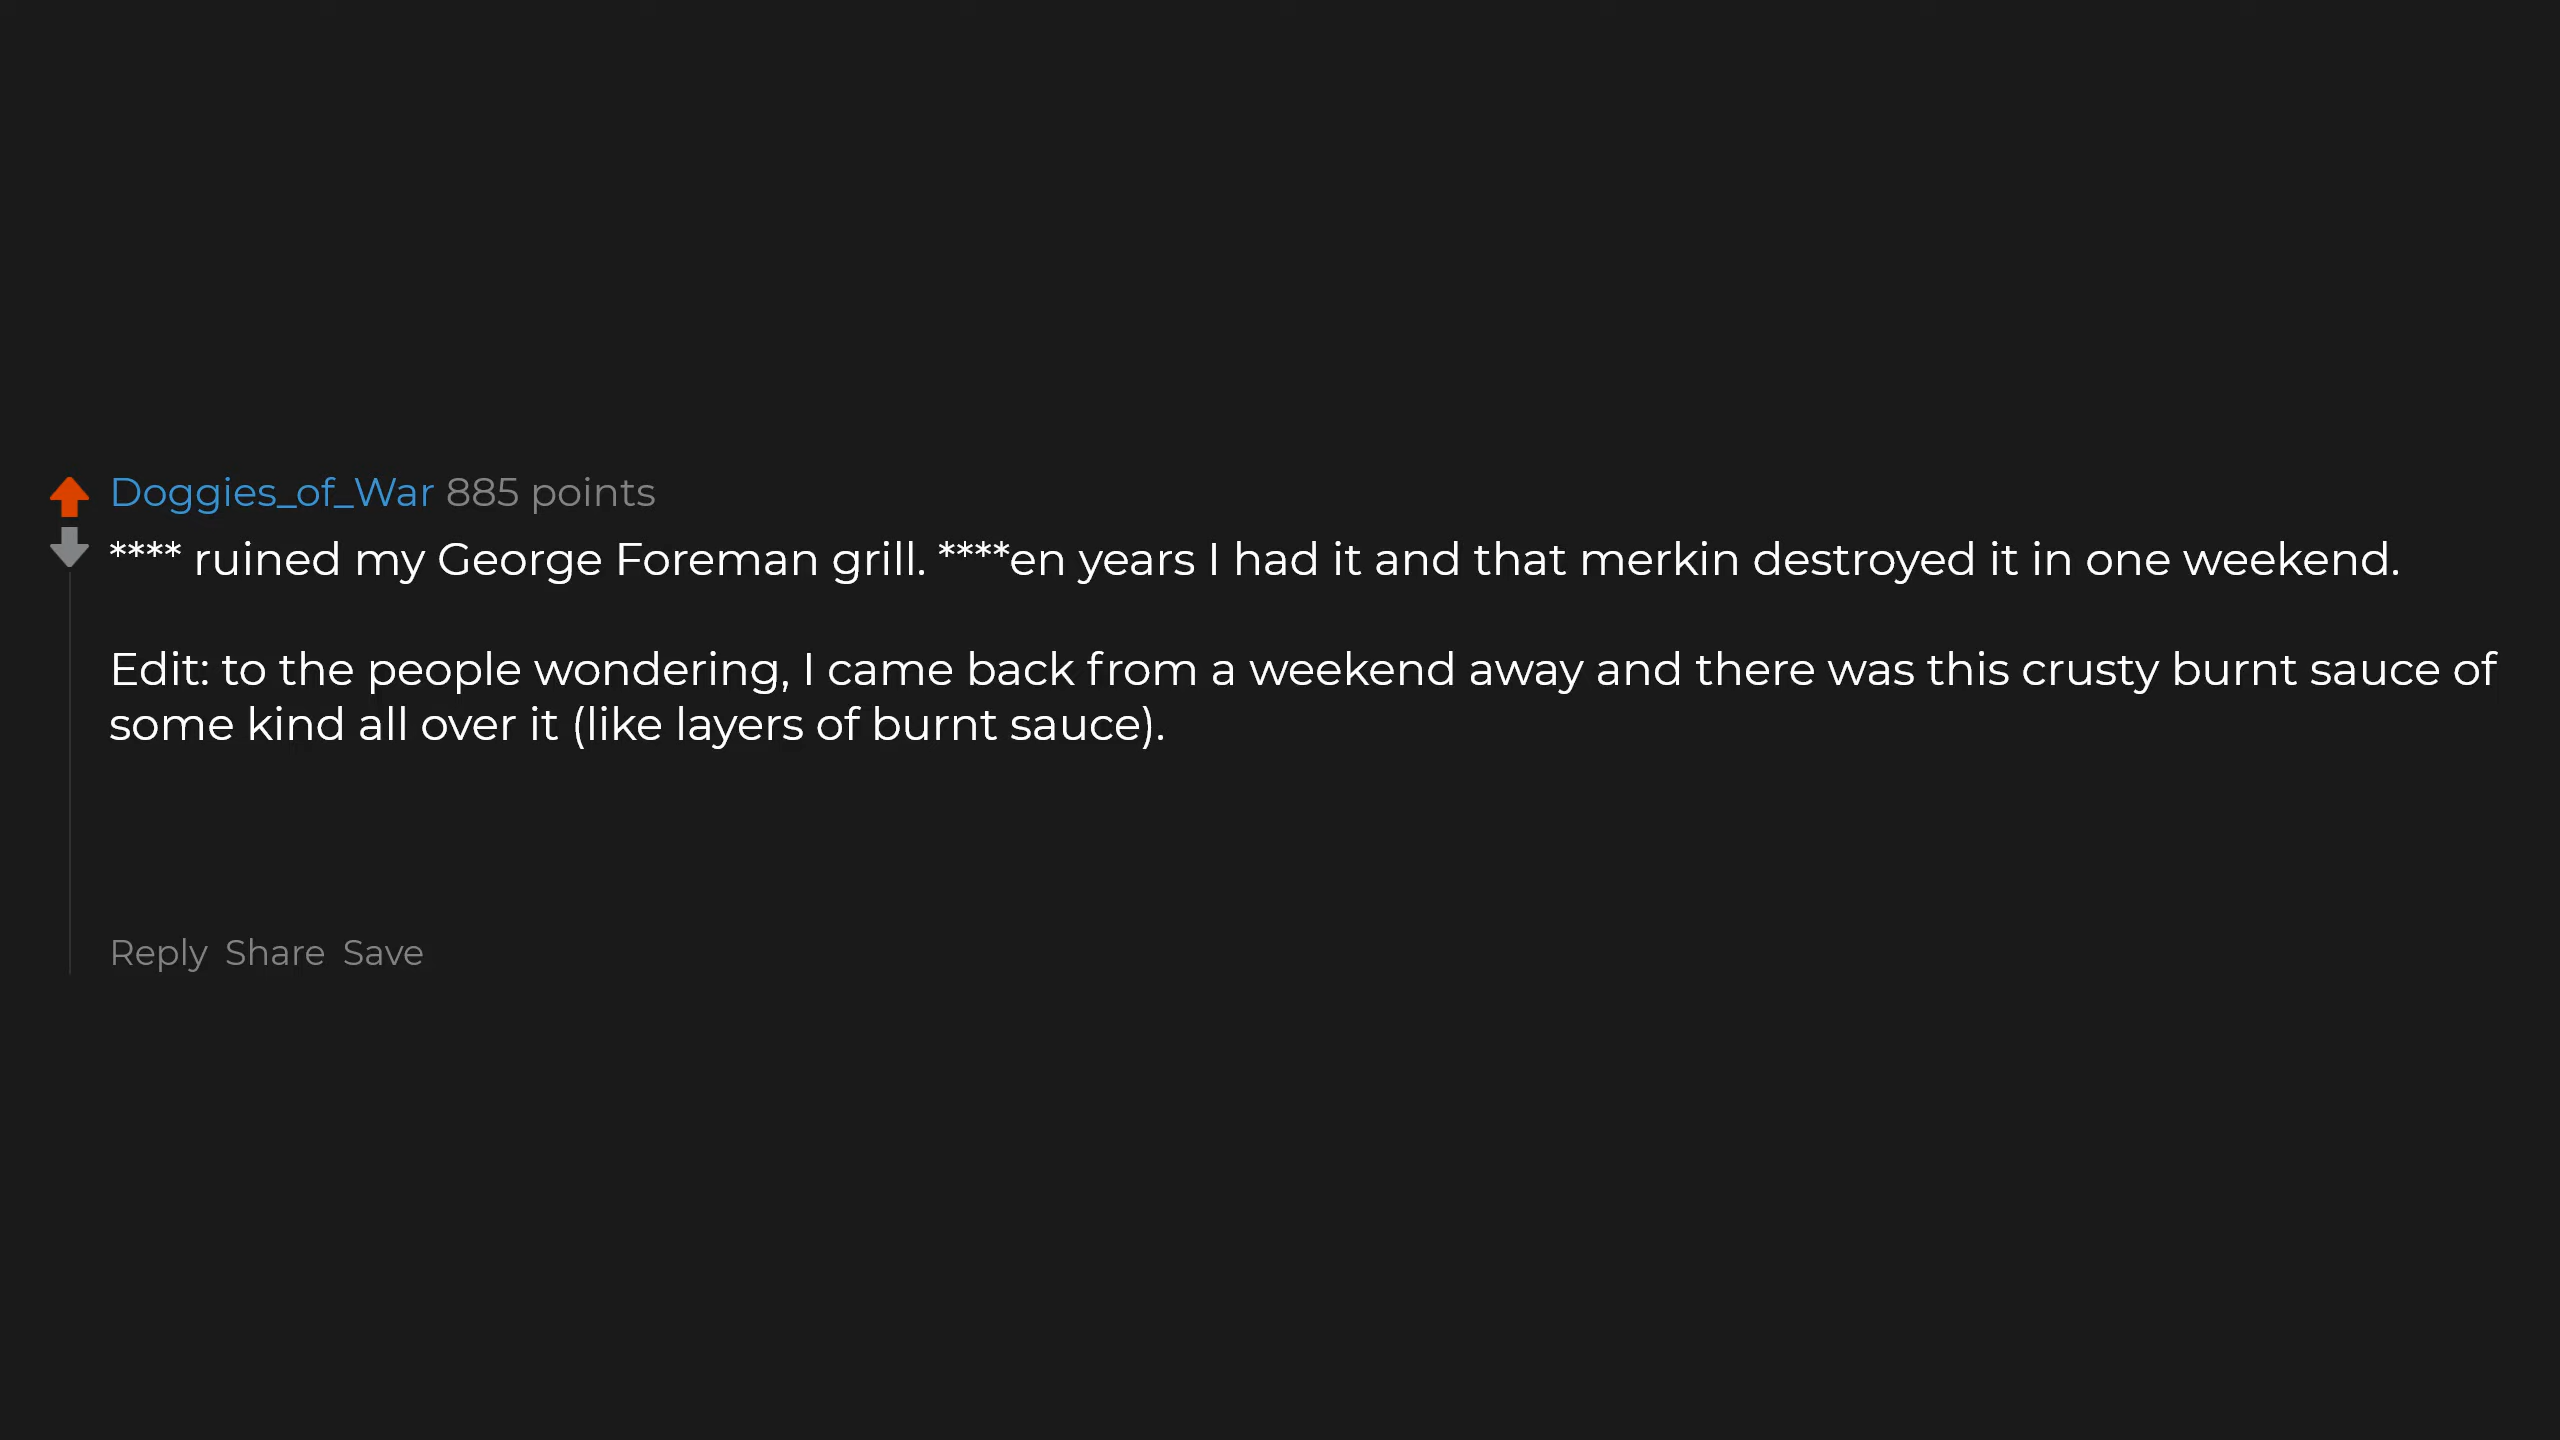 Doggies_of_War 885 points
**** ruined my George Foreman grill. ****en years I had it and that merkin destroyed it in one weekend.
Edit: to the people wondering, I came back from a weekend away and there was this crusty burnt sauce of
some kind all over it (like layers of burnt sauce).
Reply Share Save